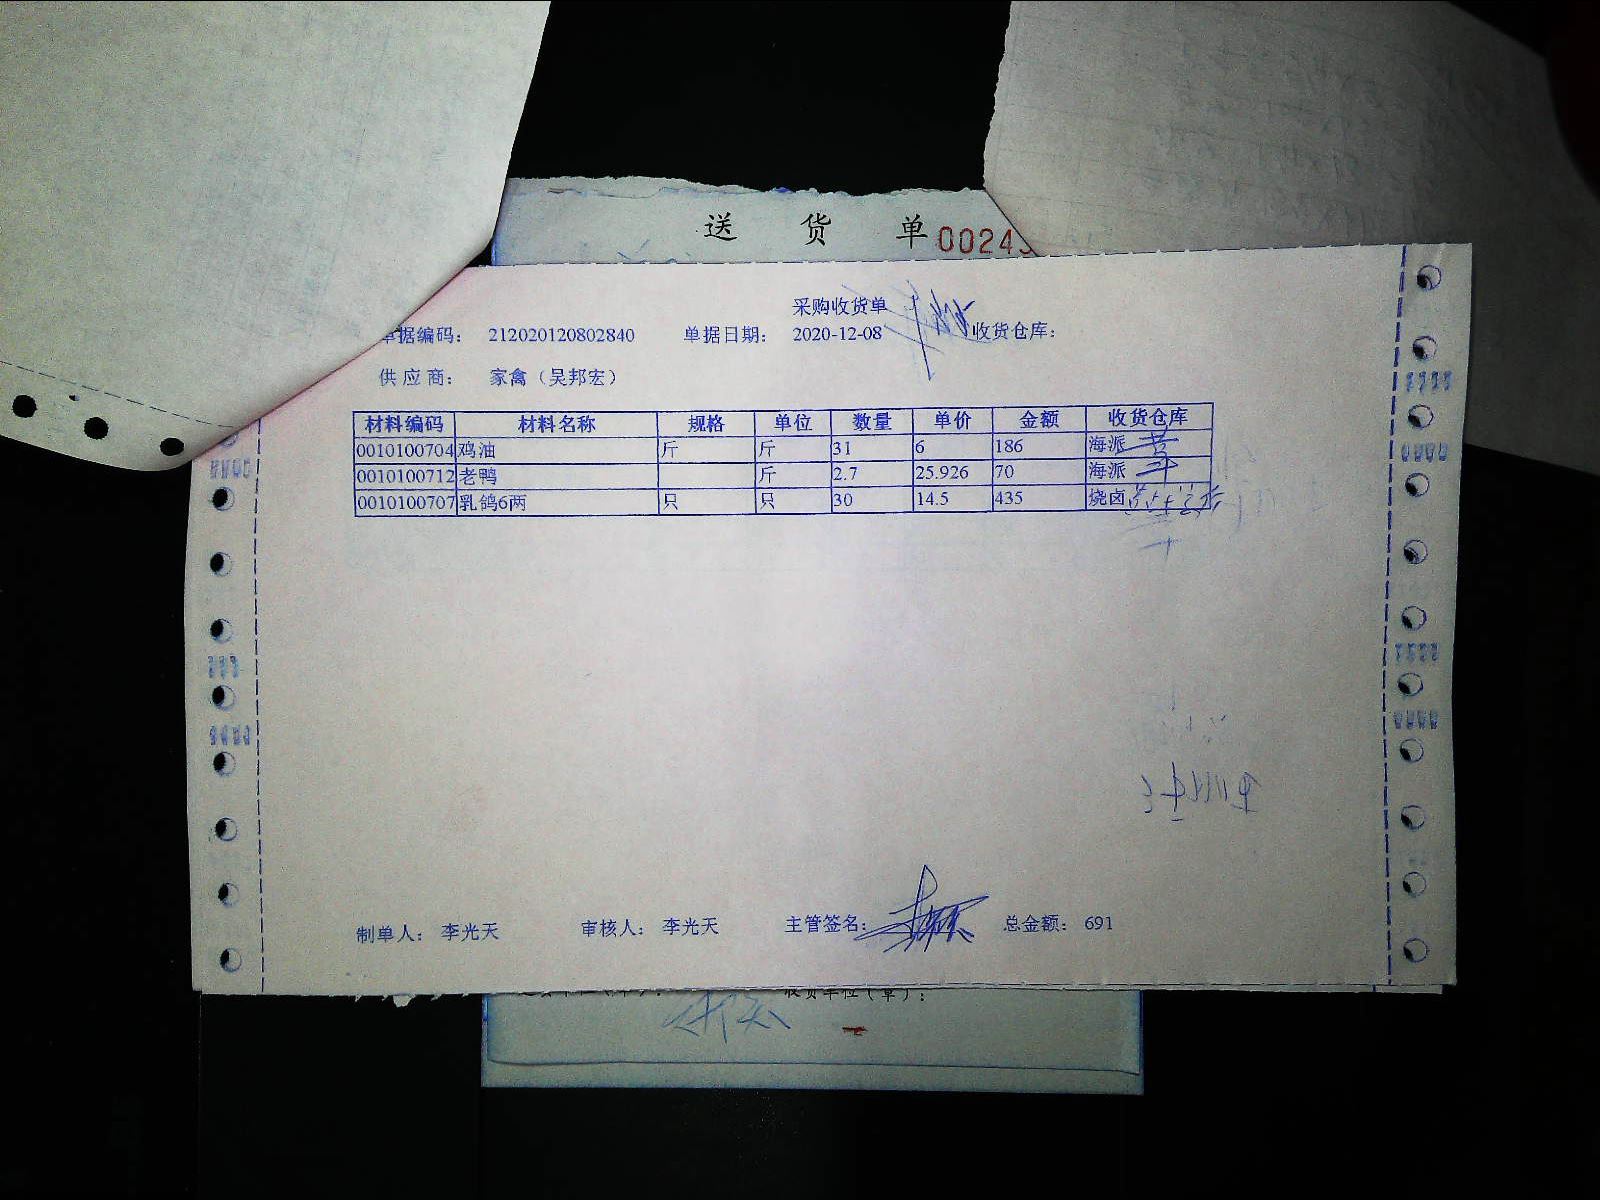 送 货 单
采购收货单
据编码： 212020120802840 单据日期： 2020-12-08 收货仓库：
供应商： 家禽（吴邦宏）
材料编码 材料名称 规格 单位 数量 单价 金额 收货仓库
0010100704 鸡油 斤 斤 31 6 186 海派
0010100712 老鸭 斤 2.7 25.926 70 海派
0010100707 乳鸽6两 只 只 30 14.5 435 烧卤
制单人： 李光天 审核人： 李光天 主管签名： 总金额： 691
收货单位（章）：